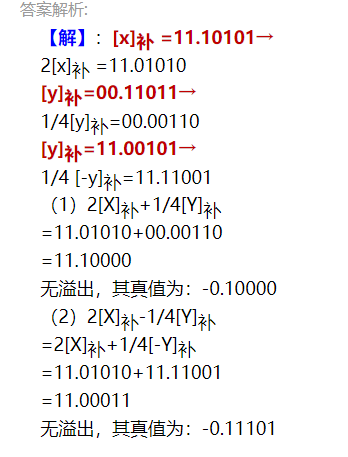 答案解析:
【解】：[x]补 =11.10101→
2[x]补 =11.01010
[y]补=00.11011→
1/4[y]补=00.00110
[y]补=11.00101→
1/4 [-y]补=11.11001
（1）2[X]补+1/4[Y]补
=11.01010+00.00110
=11.10000
无溢出，其真值为：-0.10000
（2）2[X]补-1/4[Y]补
=2[X]补+1/4[-Y]补
=11.01010+11.11001
=11.00011
无溢出，其真值为：-0.11101